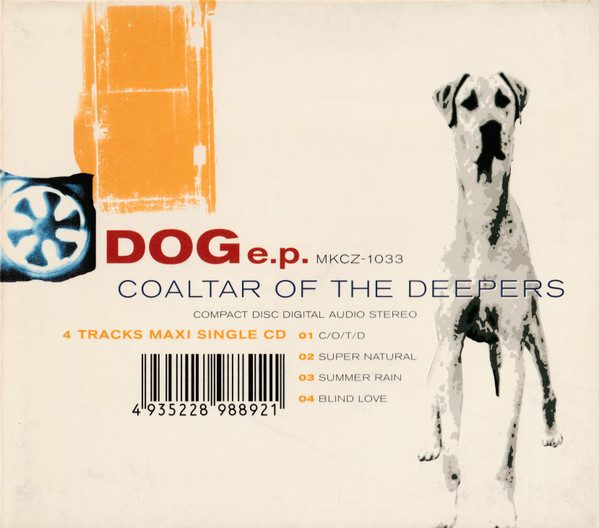 DOG e.p. MKCZ-1033
COALTAR OF THE DEEPERS
COMPACT DISC DIGITAL AUDIO STEREO
4 TRACKS MAXI SINGLE CD 01 C/O/T/D
02 SUPER NATURAL
03 SUMMER RAIN
04 BLIND LOVE
4 935228 988921